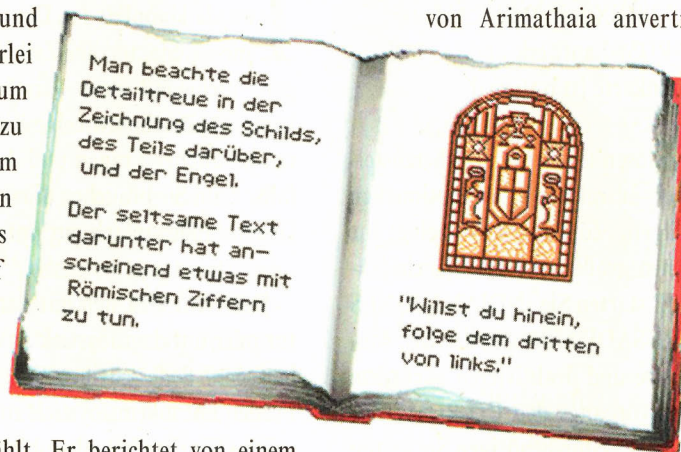 und
von Arimathaia
rlei
um
zu
m
n
s
f
Man beachte die
Detailtreue in der
Zeichnung des Schilds,
des Teils darüber,
und der Engel.
Der seltsame Text
darunter hat an-
scheinend etwas mit
Römischen Ziffern
zu tun.
"Willst du hinein,
folge dem dritten
von links."
Er berichtet von einem